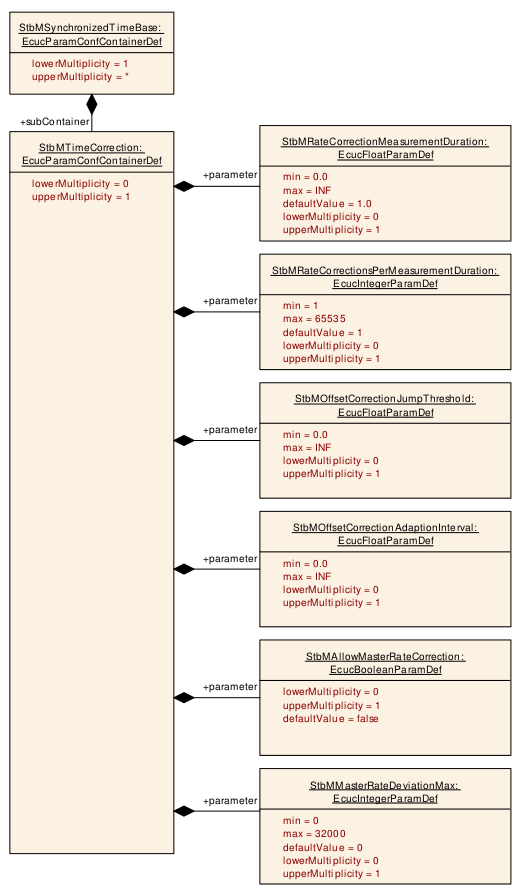 StbMSynchronizedTimeBase:
EcucParamConfContainerDef
lowerMultiplicity = 1
upperMultiplicity = *
+subContainer
StbMTimeCorrection:
EcucParamConfContainerDef
lowerMultiplicity = 0
upperMultiplicity = 1
+parameter
StbMRateCorrectionMeasurementDuration:
EcucFloatParamDef
min = 0.0
max = INF
defaultValue = 1.0
lowerMultiplicity = 0
upperMultiplicity = 1
+parameter
StbMRateCorrectionsPerMeasurementDuration:
EcucIntegerParamDef
min = 1
max = 65535
defaultValue = 1
lowerMultiplicity = 0
upperMultiplicity = 1
+parameter
StbMOffsetCorrectionJumpThreshold:
EcucFloatParamDef
min = 0.0
max = INF
lowerMultiplicity = 0
upperMultiplicity = 1
+parameter
StbMOffsetCorrectionAdaptionInterval:
EcucFloatParamDef
min = 0.0
max = INF
lowerMultiplicity = 0
upperMultiplicity = 1
+parameter
StbMAllowMasterRateCorrection:
EcucBooleanParamDef
lowerMultiplicity = 0
upperMultiplicity = 1
defaultValue = false
+parameter
StbMMasterRateDeviationMax:
EcucIntegerParamDef
min = 0
max = 32000
defaultValue = 0
lowerMultiplicity = 0
upperMultiplicity = 1